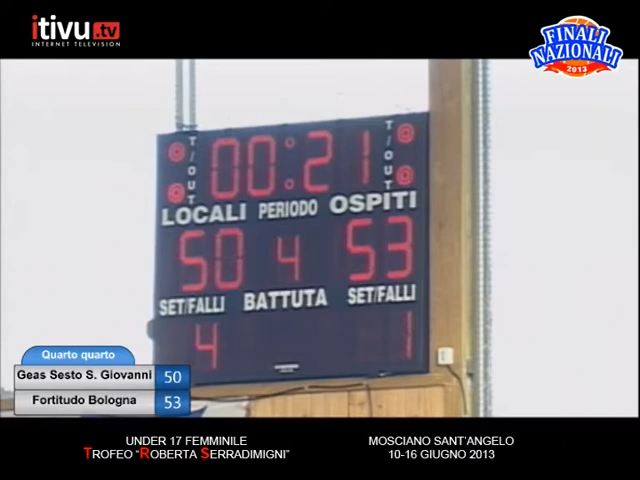 itivu.tv
INTERNET TELEVISION
FINALI
NAZIONALI
2013
T/OUT 00:21 T/OUT
LOCALI PERIODO OSPITI
50 4 53
SET/FALLI BATTUTA SET/FALLI
4 1
Quarto quarto
Geas Sesto S. Giovanni 50
Fortitudo Bologna 53
UNDER 17 FEMMINILE
TROFEO "ROBERTA SERRADIMIGNI"
MOSCIANO SANT'ANGELO
10-16 GIUGNO 2013